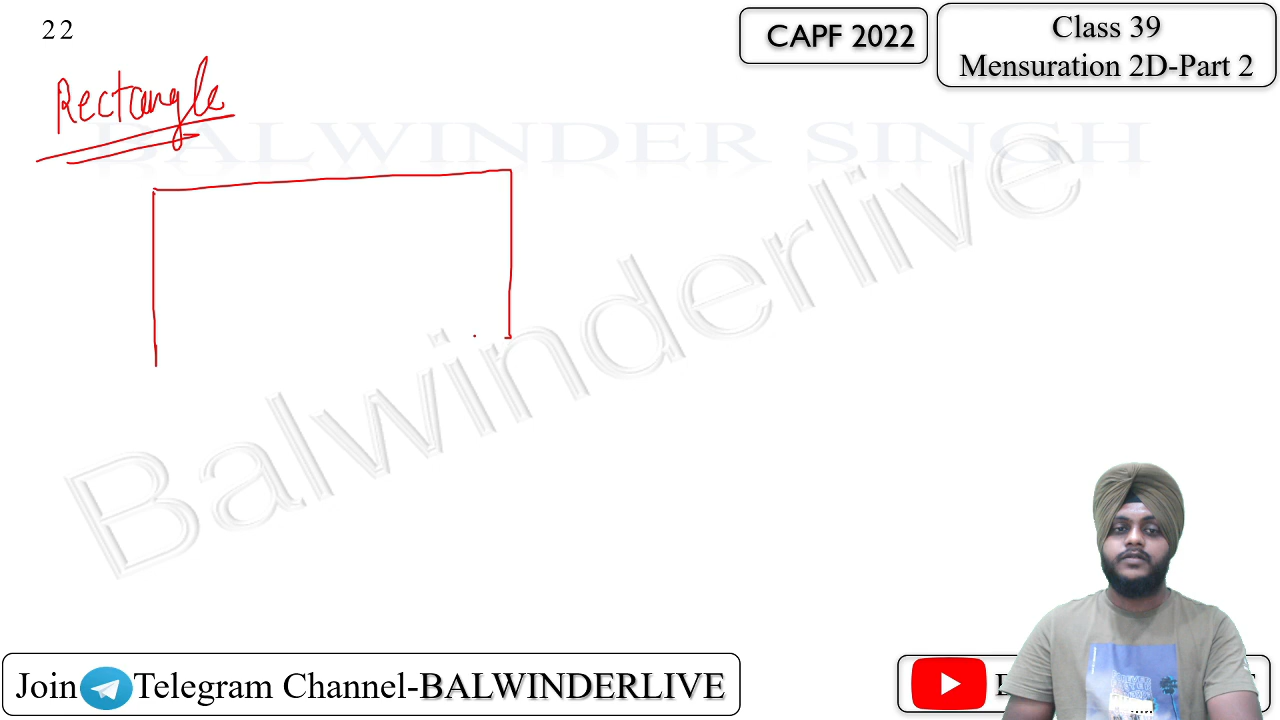 22
CAPF 2022
Class 39
Mensuration 2D-Part 2
Rectangle
BALWINDER SINGH
Balwinderlive
Join Telegram Channel-BALWINDERLIVE